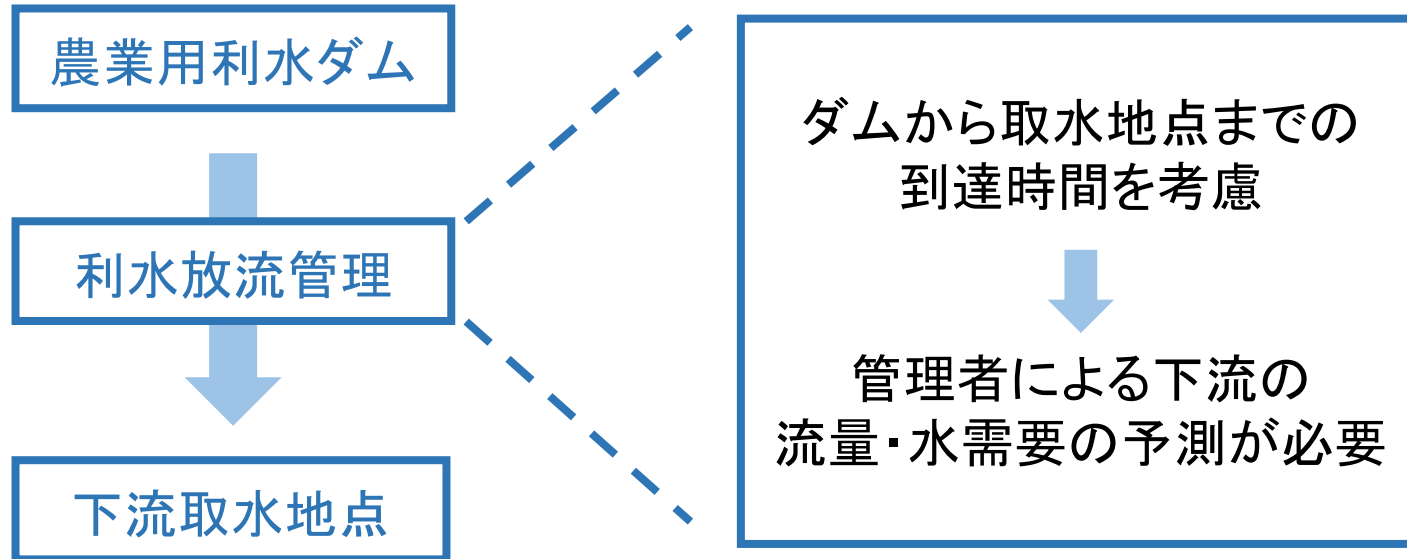 農業用利水ダム
利水放流管理
下流取水地点
ダムから取水地点までの
到達時間を考慮
管理者による下流の
流量・水需要の予測が必要